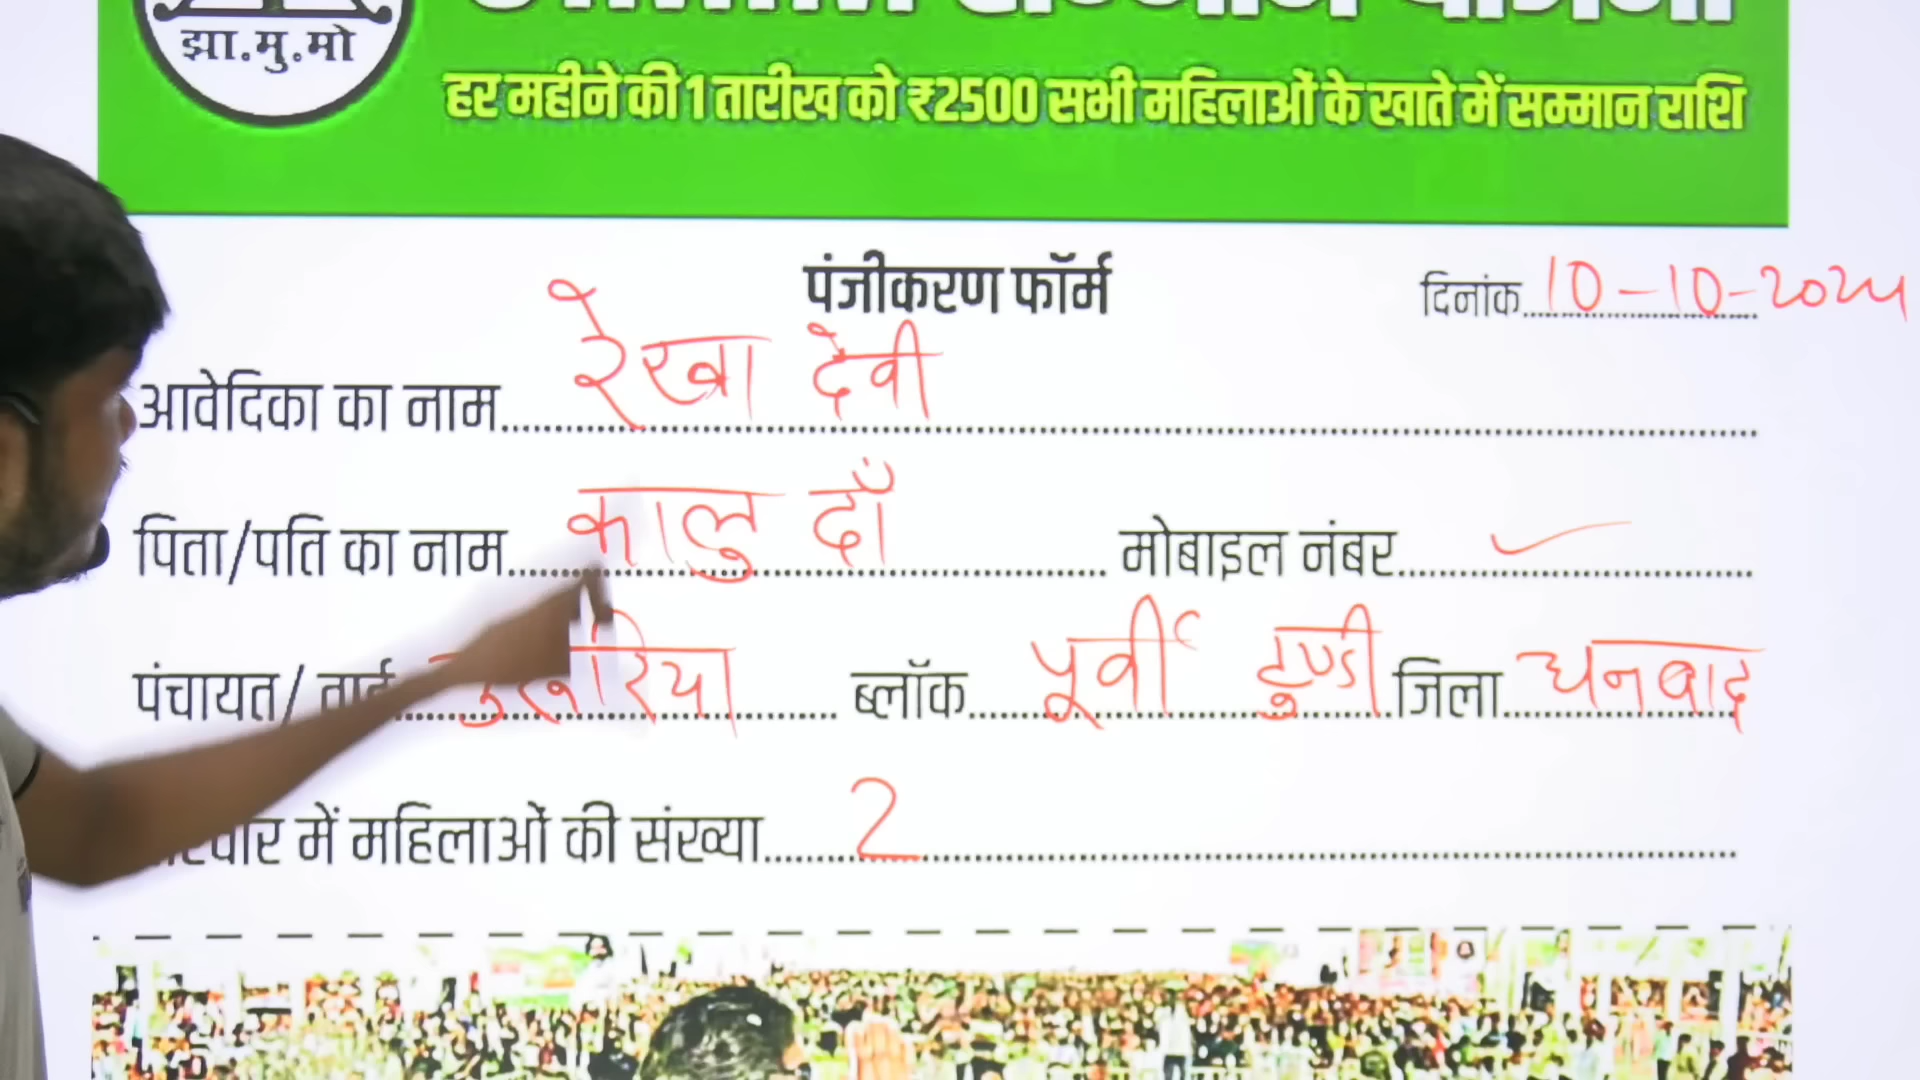 झा.मु.मो
हर महीने की 1 तारीख को ₹2500 सभी महिलाओं के खाते में सम्मान राशि
पंजीकरण फॉर्म
दिनांक 10-10-2024
आवेदिका का नाम रेखा देवी
पिता/पति का नाम कालु दाँ मोबाइल नंबर
पंचायत/ ब्लॉक पूर्वी टुण्डी जिला धनबाद
में महिलाओं की संख्या 2